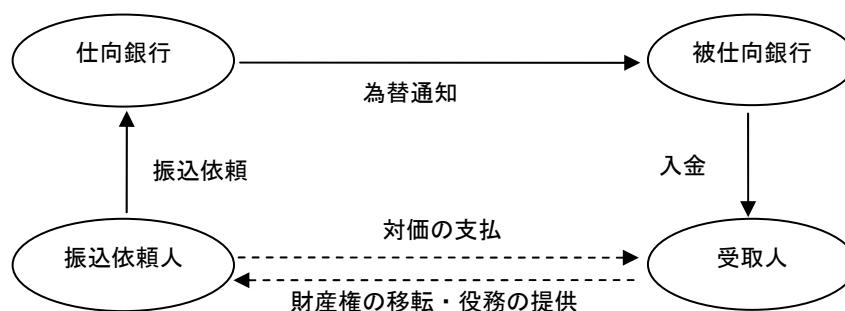 仕向銀行
被仕向銀行
為替通知
振込依頼
入金
対価の支払
振込依頼人
受取人
財産権の移転・役務の提供